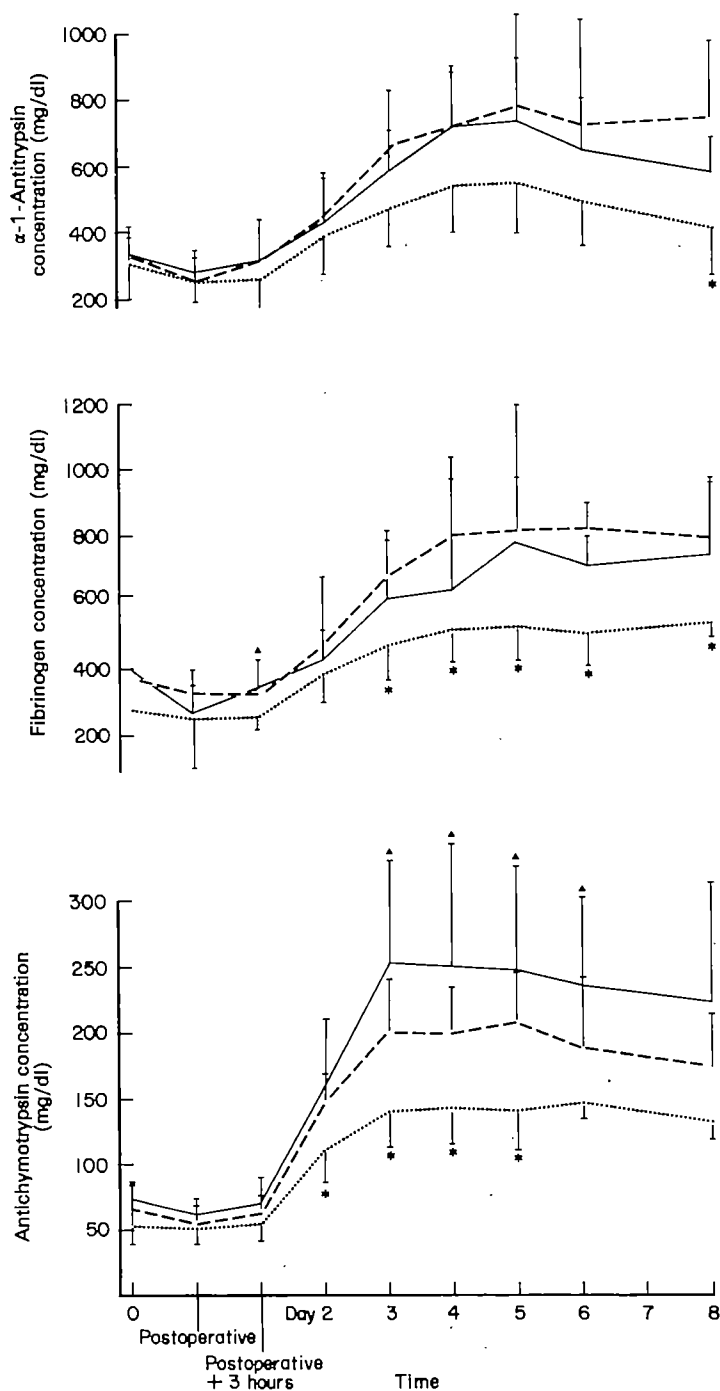 1000
800
600
400
200
α-1-Antitrypsin
concentration (mg/dl)
*
1200
1000
800
600
400
200
Fibrinogen concentration (mg/dl)
▲
* * * * *
300
250
200
150
100
50
Antichymotrypsin concentration
(mg/dl)
▲ ▲ ▲ ▲
* * * *
0 Day 2 3 4 5 6 7 8
Postoperative
Postoperative
+ 3 hours
Time